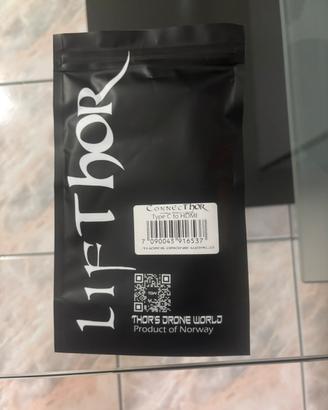 LIFTHOR
CONNECTHOR
Type C to HDMI
7 090045 916537
THOR'S DRONE WORLD
Product of Norway